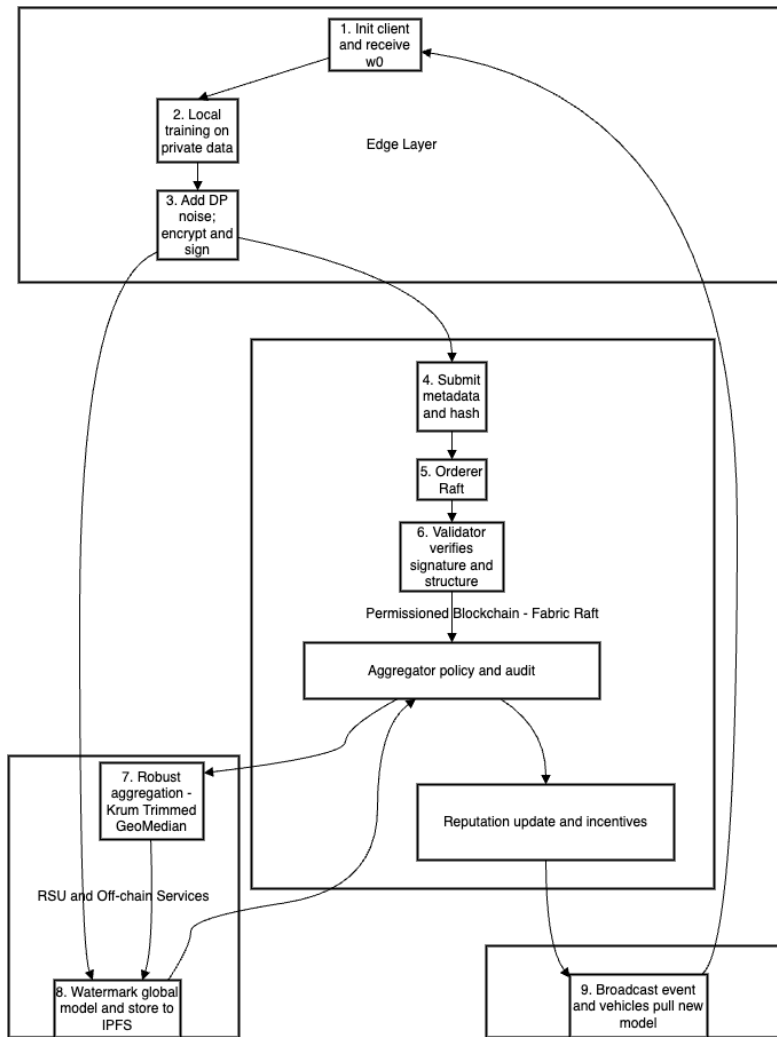 1. Init client
and receive
w0
2. Local
training on
private data
Edge Layer
3. Add DP
noise;
encrypt and
sign
4. Submit
metadata
and hash
5. Orderer
Raft
6. Validator
verifies
signature and
structure
Permissioned Blockchain - Fabric Raft
Aggregator policy and audit
7. Robust
aggregation -
Krum Trimmed
GeoMedian
Reputation update and incentives
RSU and Off-chain Services
8. Watermark global
model and store to
IPFS
9. Broadcast event
and vehicles pull new
model